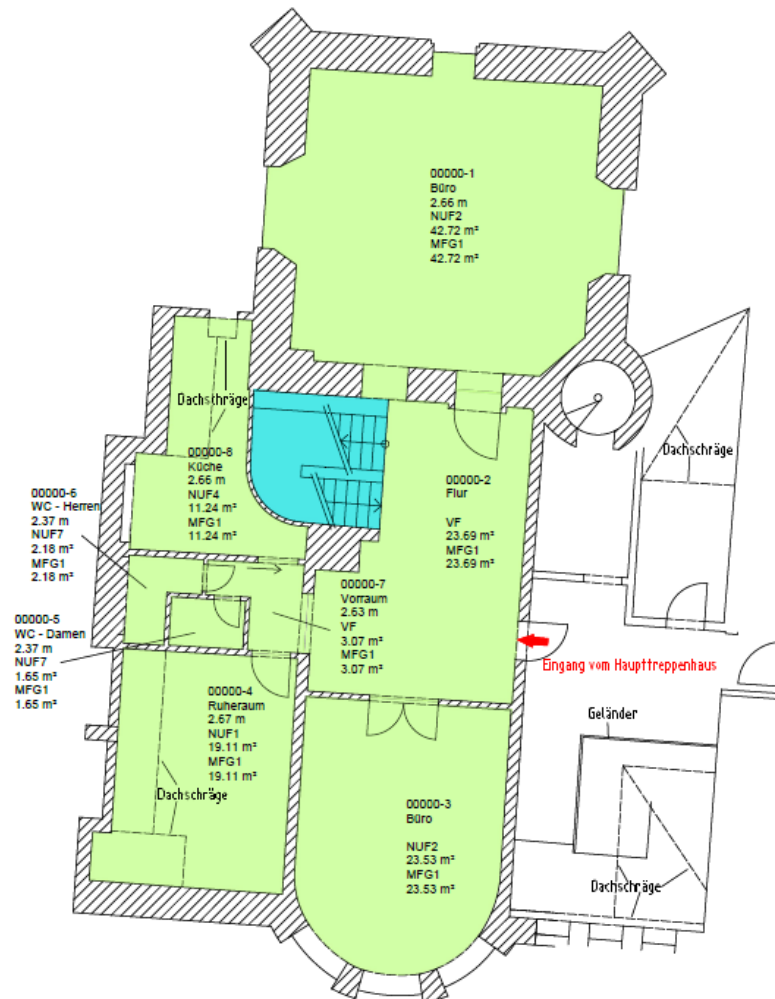 00000-1
Büro
2.66 m
NUF2
42.72 m²
MFG1
42.72 m²
Dachschräge
00000-8
Küche
2.66 m
NUF4
11.24 m²
MFG1
11.24 m²
00000-2
Flur
VF
23.69 m²
MFG1
23.69 m²
Dachschräge
00000-6
WC - Herren
2.37 m
NUF7
2.18 m²
MFG1
2.18 m²
00000-7
Vorraum
2.63 m
VF
3.07 m²
MFG1
3.07 m²
00000-5
WC - Damen
2.37 m
NUF7
1.65 m²
MFG1
1.65 m²
Eingang vom Haupttreppenhaus
00000-4
Ruheraum
2.67 m
NUF1
19.11 m²
MFG1
19.11 m²
Dachschräge
Geländer
00000-3
Büro
NUF2
23.53 m²
MFG1
23.53 m²
Dachschräge